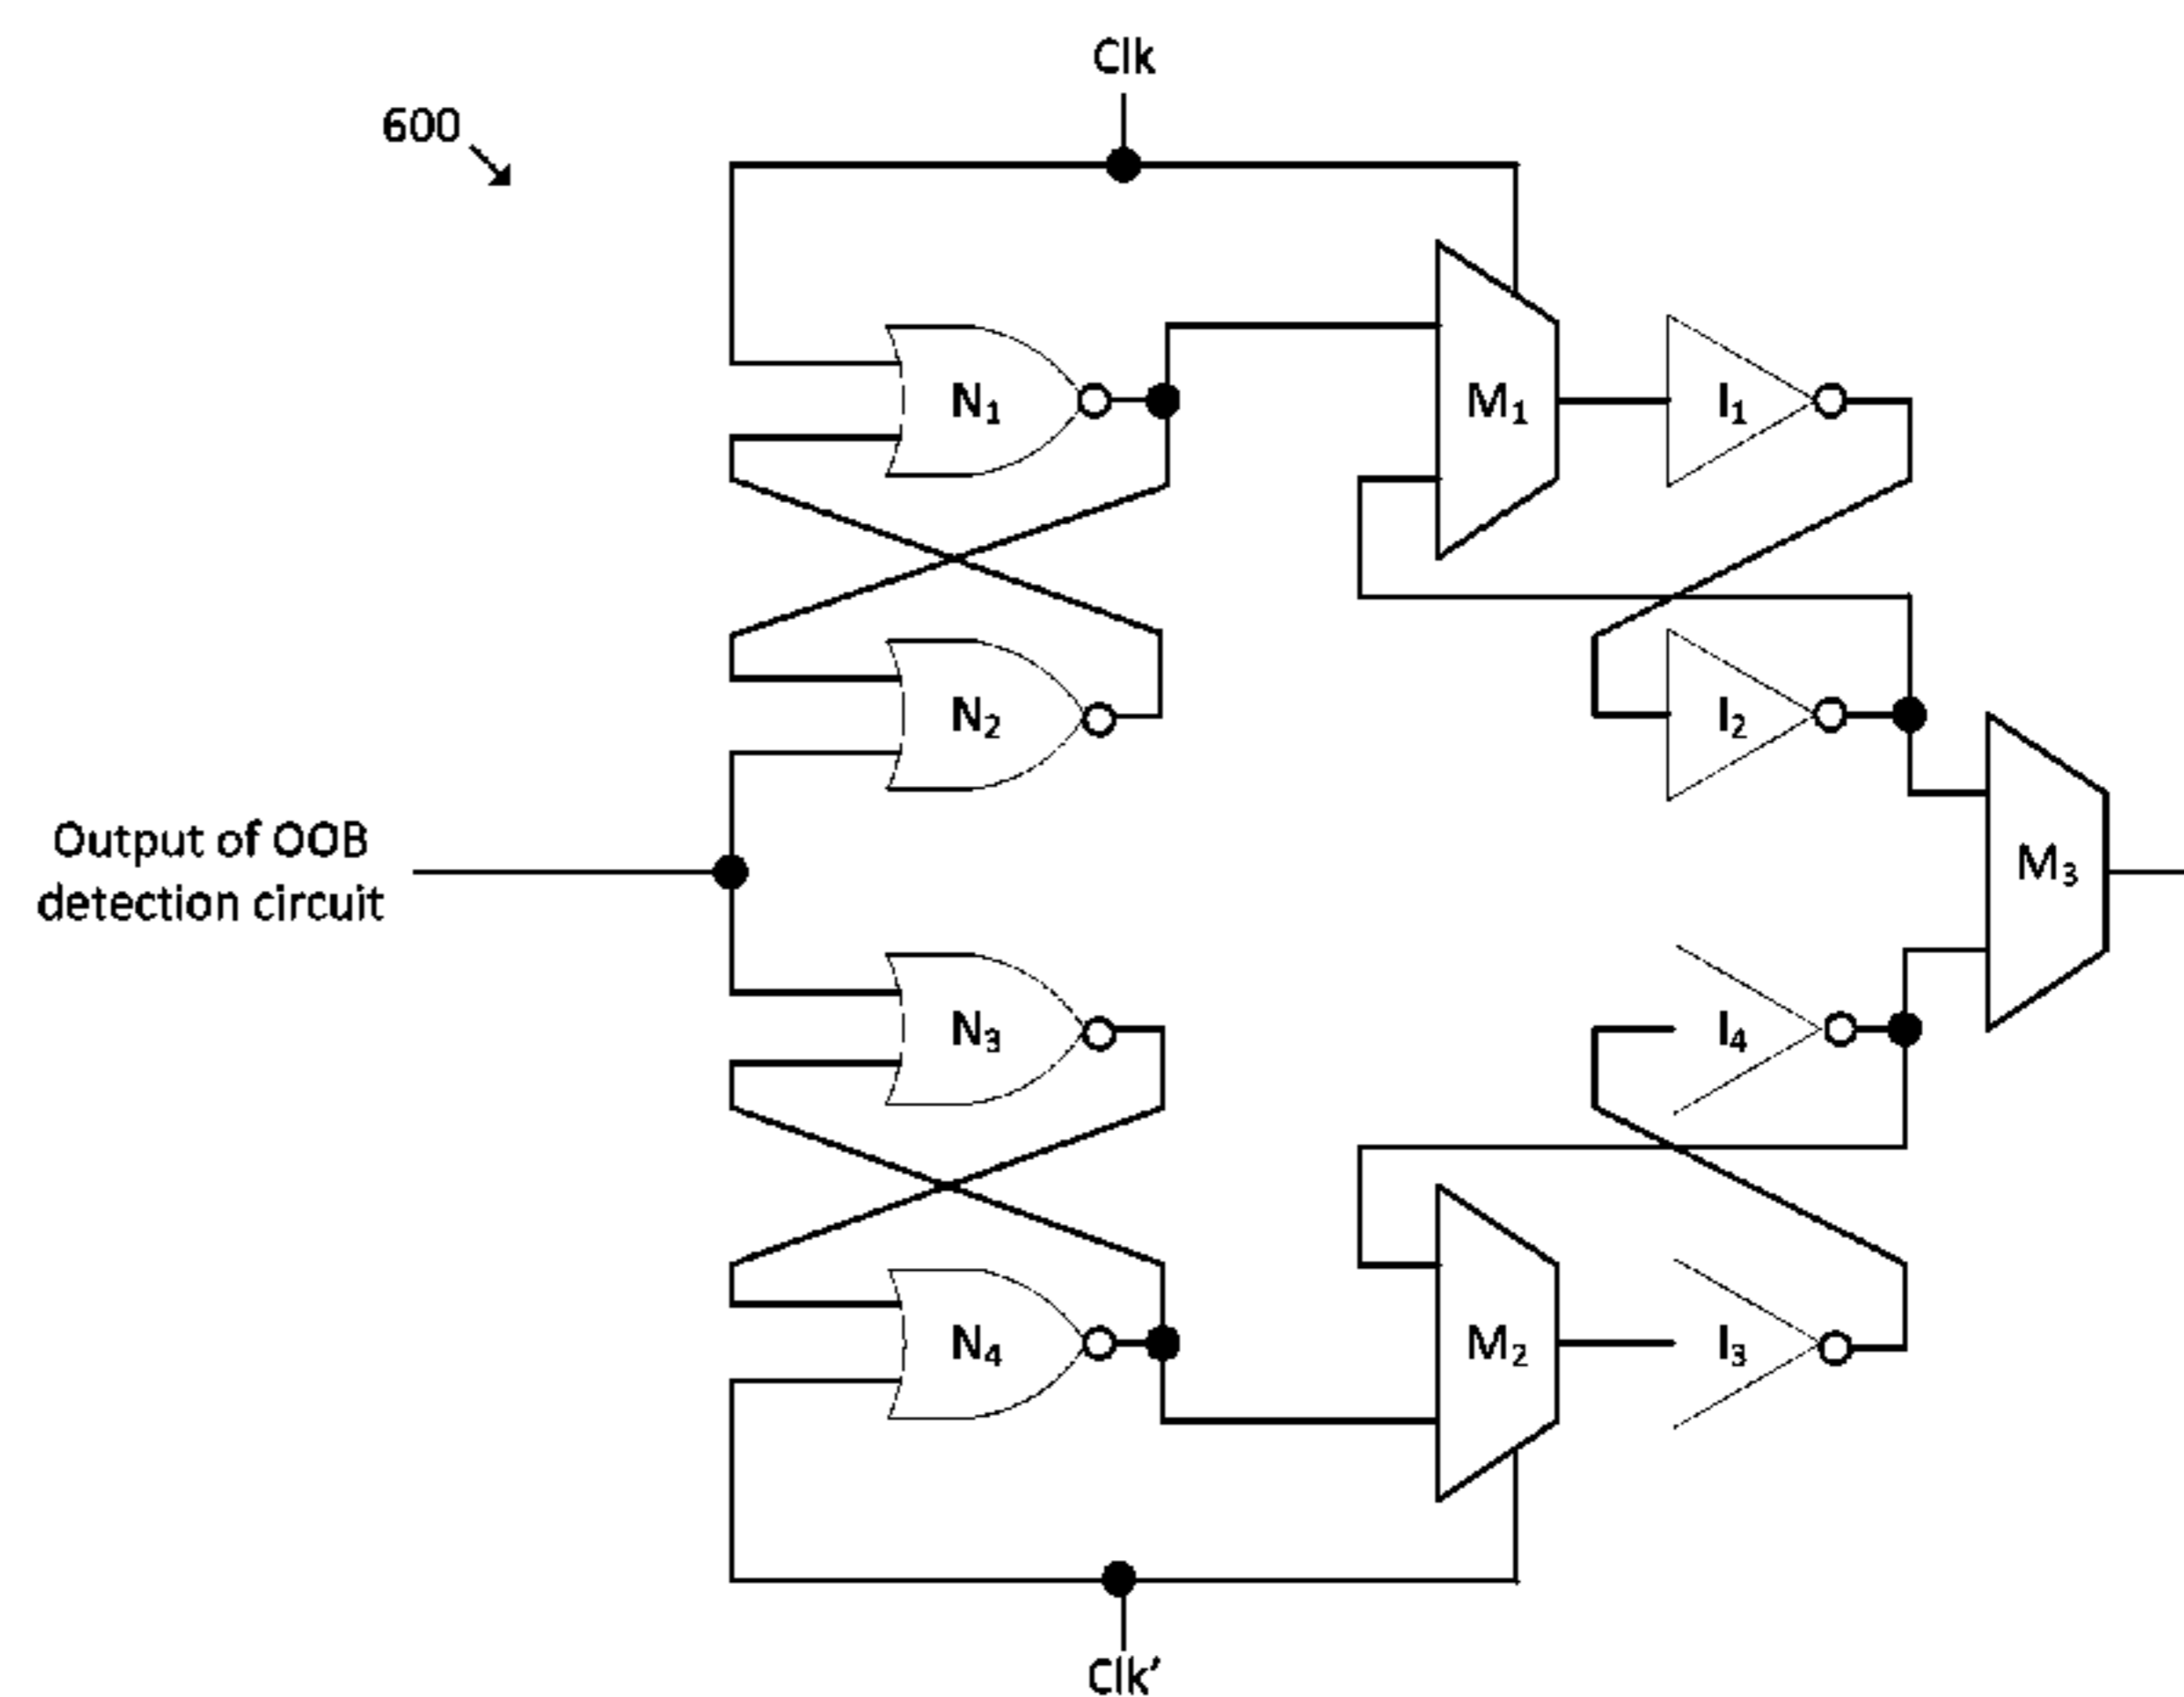 Clk
600
N₁
M₁
I₁
N₂
I₂
Output of OOB
detection circuit
M₃
N₃
I₄
N₄
M₂
I₃
Clk’